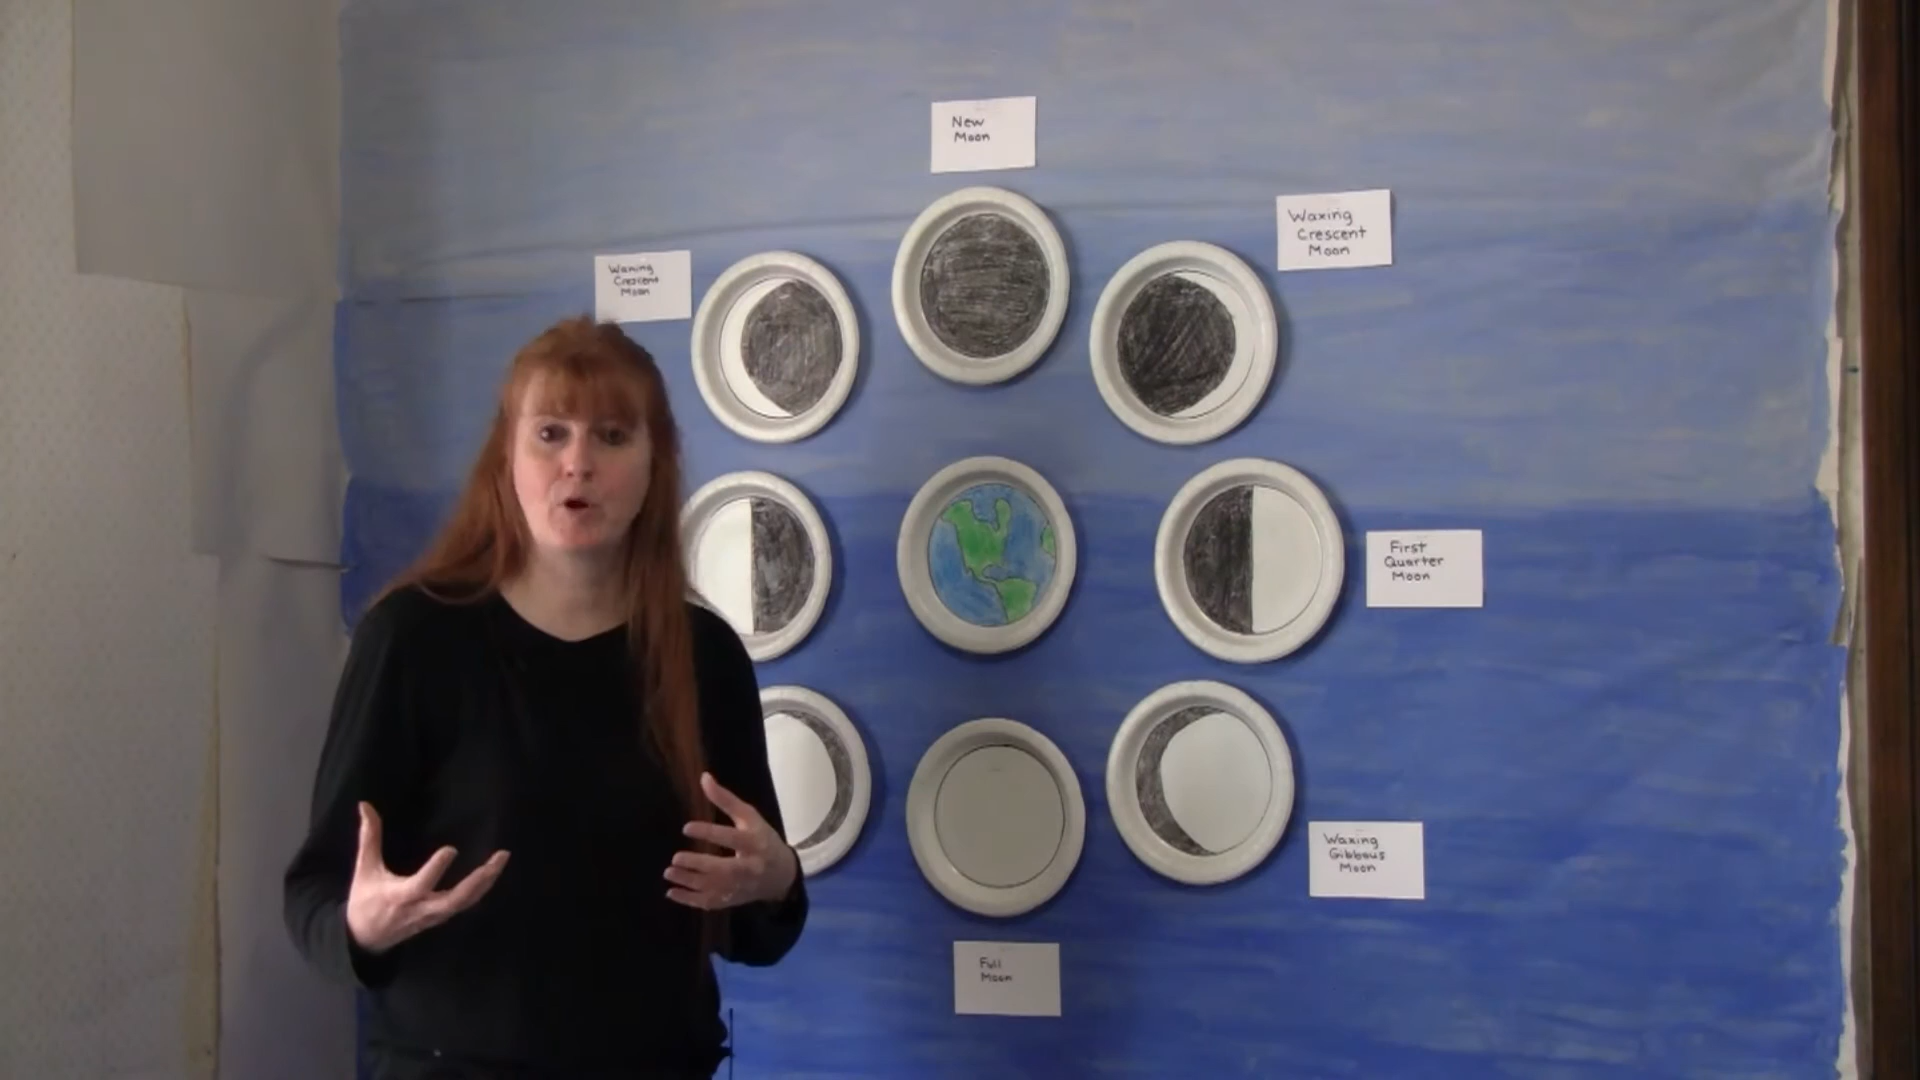 New
Moon
Waxing
Crescent
Moon
Waning
Crescent
Moon
First
Quarter
Moon
Waxing
Gibbous
Moon
Full
Moon